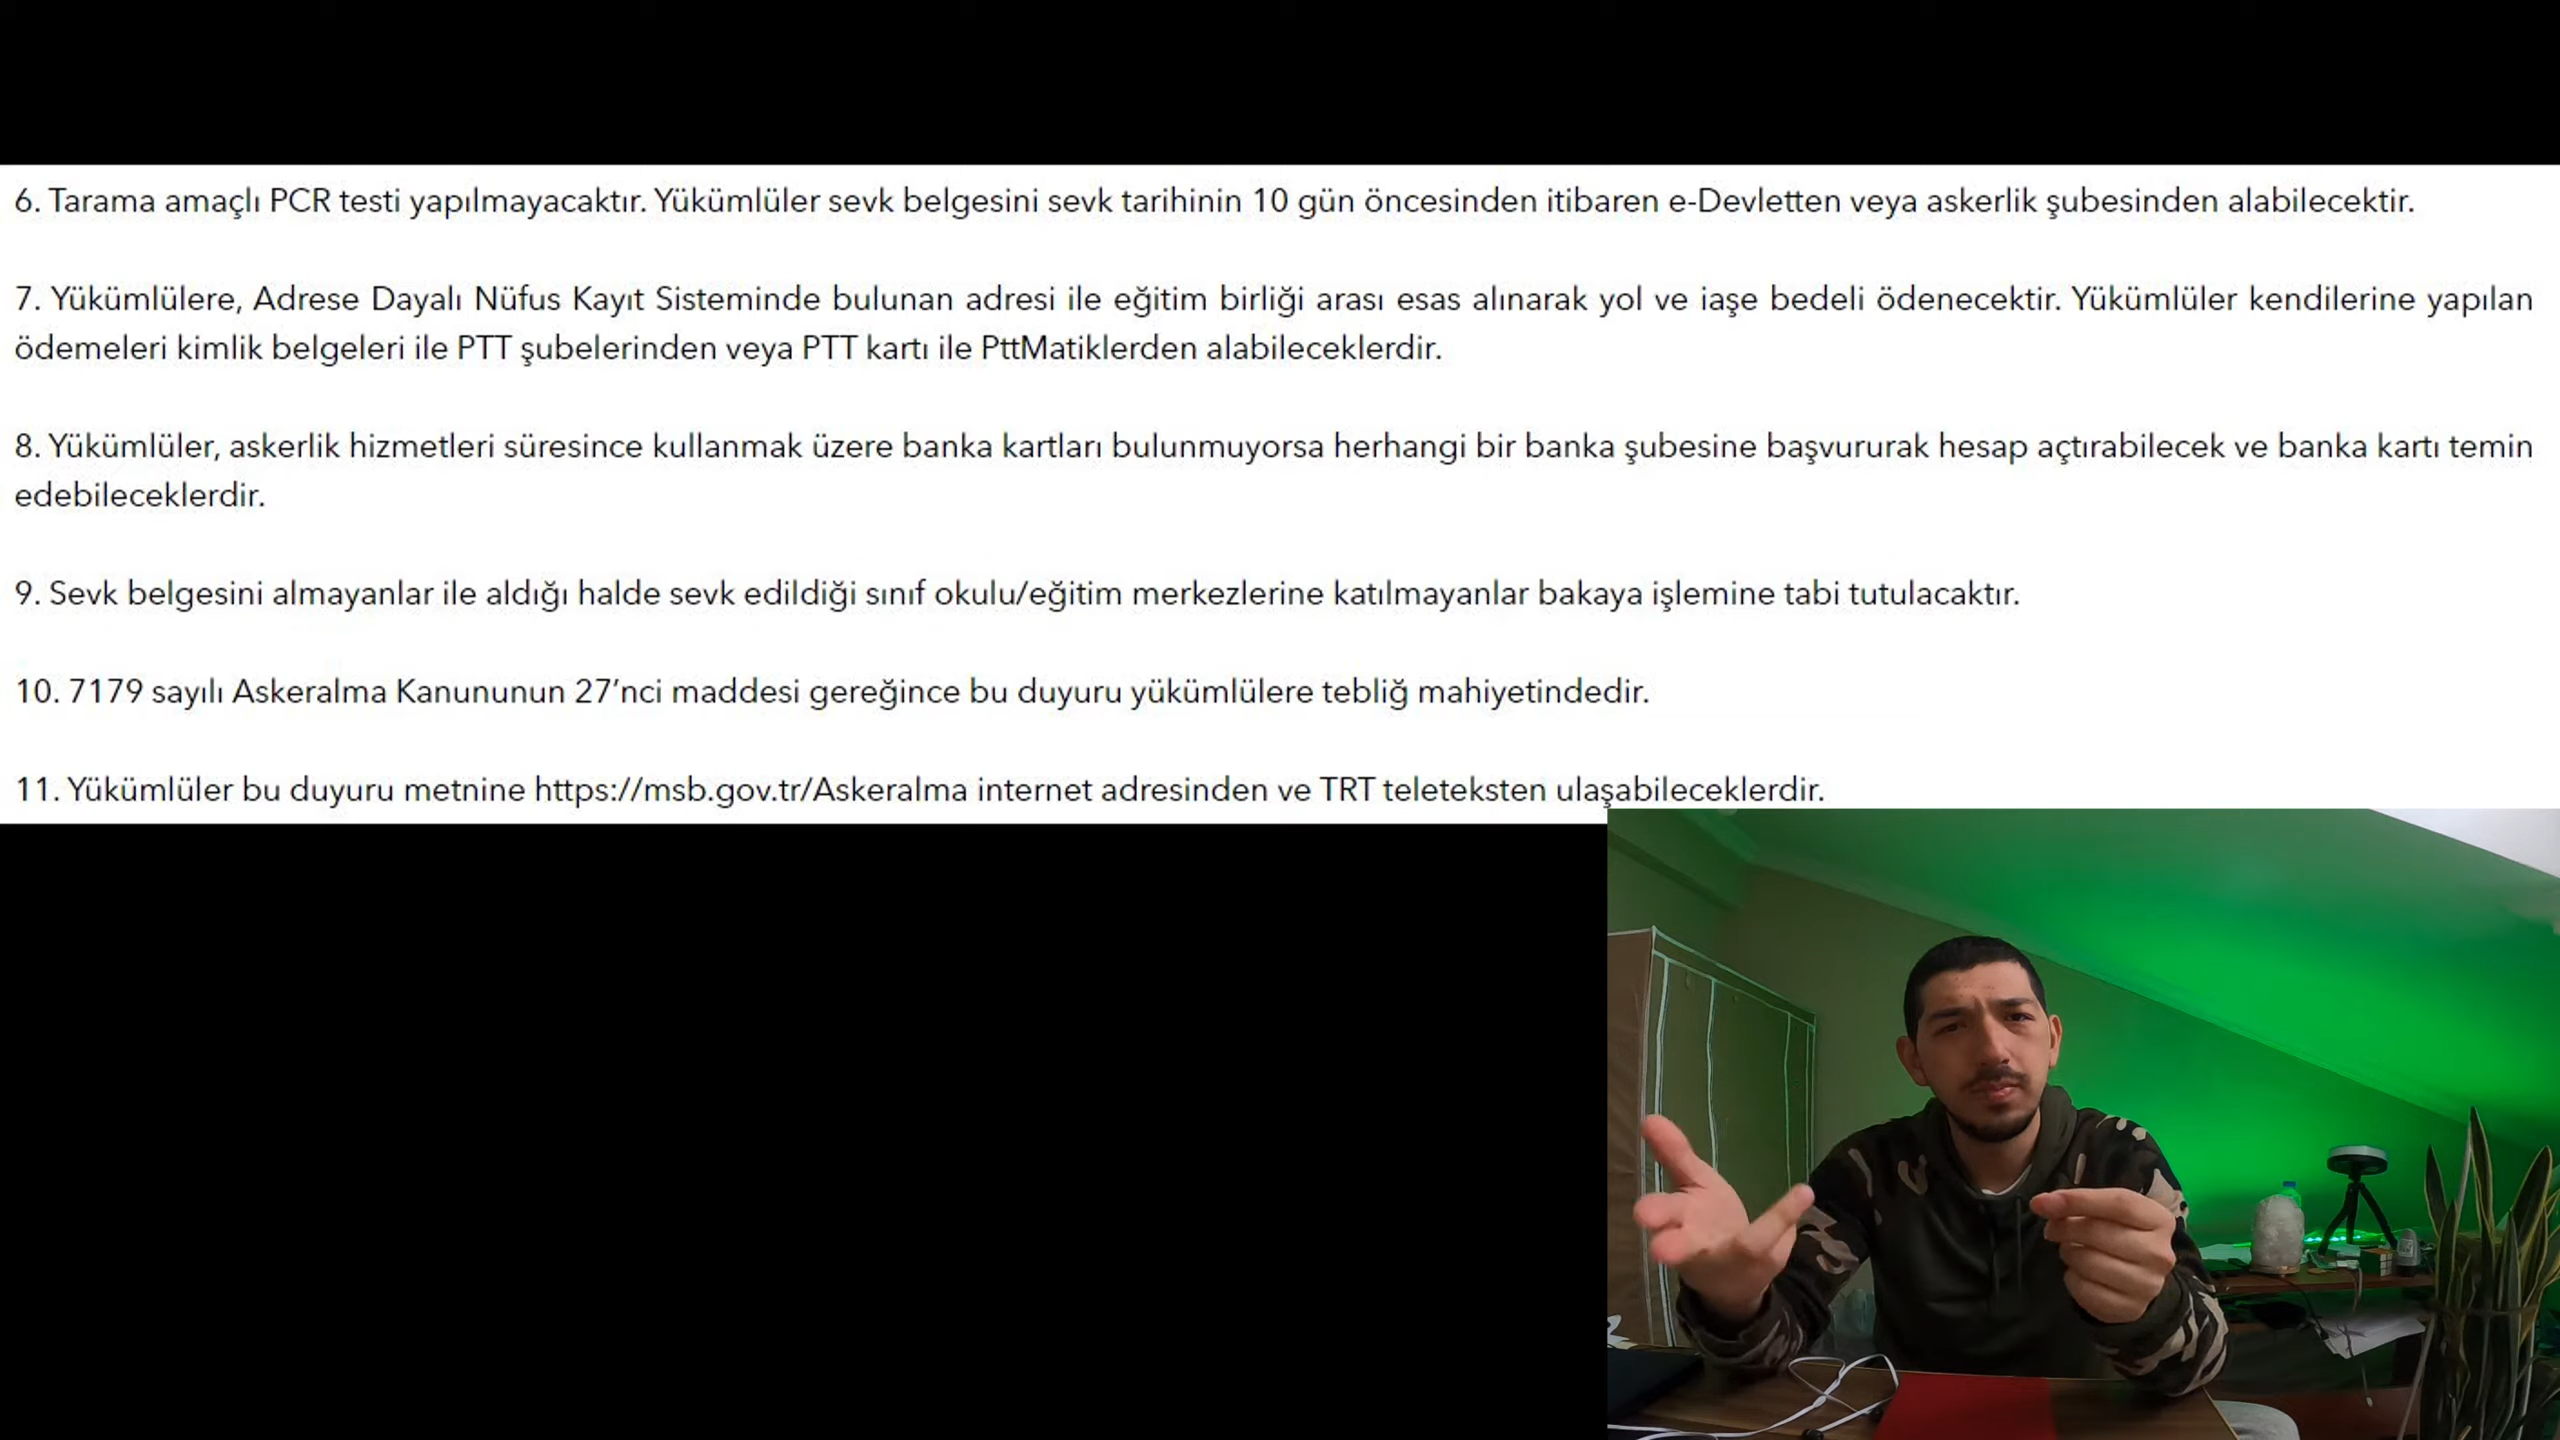 6. Tarama amaçlı PCR testi yapılmayacaktır. Yükümlüler sevk belgesini sevk tarihinin 10 gün öncesinden itibaren e-Devletten veya askerlik şubesinden alabilecektir.
7. Yükümlülere, Adrese Dayalı Nüfus Kayıt Sisteminde bulunan adresi ile eğitim birliği arası esas alınarak yol ve iaşe bedeli ödenecektir. Yükümlüler kendilerine yapılan
ödemeleri kimlik belgeleri ile PTT şubelerinden veya PTT kartı ile PttMatiklerden alabileceklerdir.
8. Yükümlüler, askerlik hizmetleri süresince kullanmak üzere banka kartları bulunmuyorsa herhangi bir banka şubesine başvururak hesap açtırabilecek ve banka kartı temin
edebileceklerdir.
9. Sevk belgesini almayanlar ile aldığı halde sevk edildiği sınıf okulu/eğitim merkezlerine katılmayanlar bakaya işlemine tabi tutulacaktır.
10. 7179 sayılı Askeralma Kanununun 27’nci maddesi gereğince bu duyuru yükümlülere tebliğ mahiyetindedir.
11. Yükümlüler bu duyuru metnine https://msb.gov.tr/Askeralma internet adresinden ve TRT teleteksten ulaşabileceklerdir.